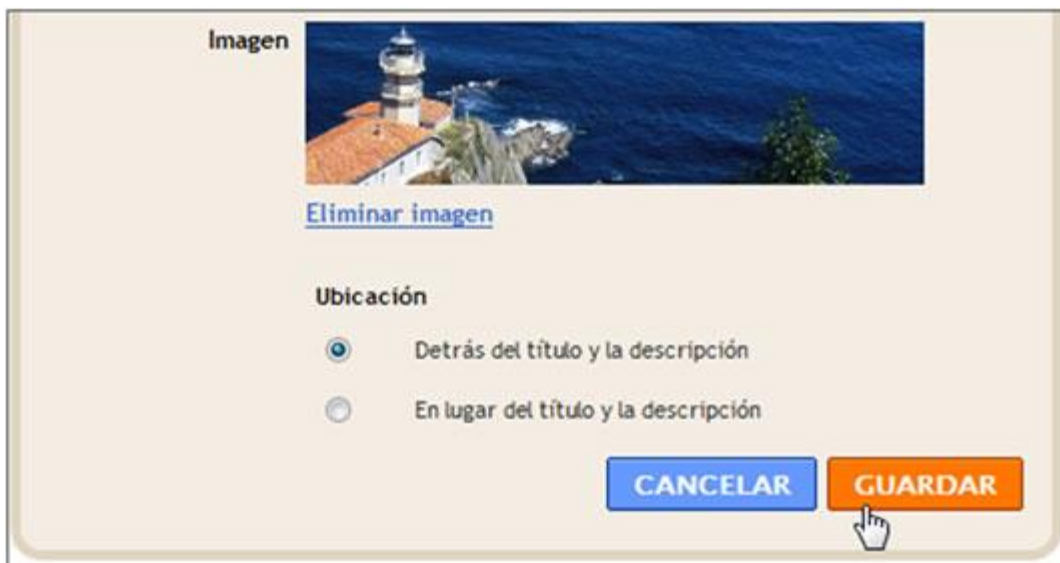 Imagen
Eliminar imagen
Ubicación
Detrás del título y la descripción
En lugar del título y la descripción
CANCELAR GUARDAR